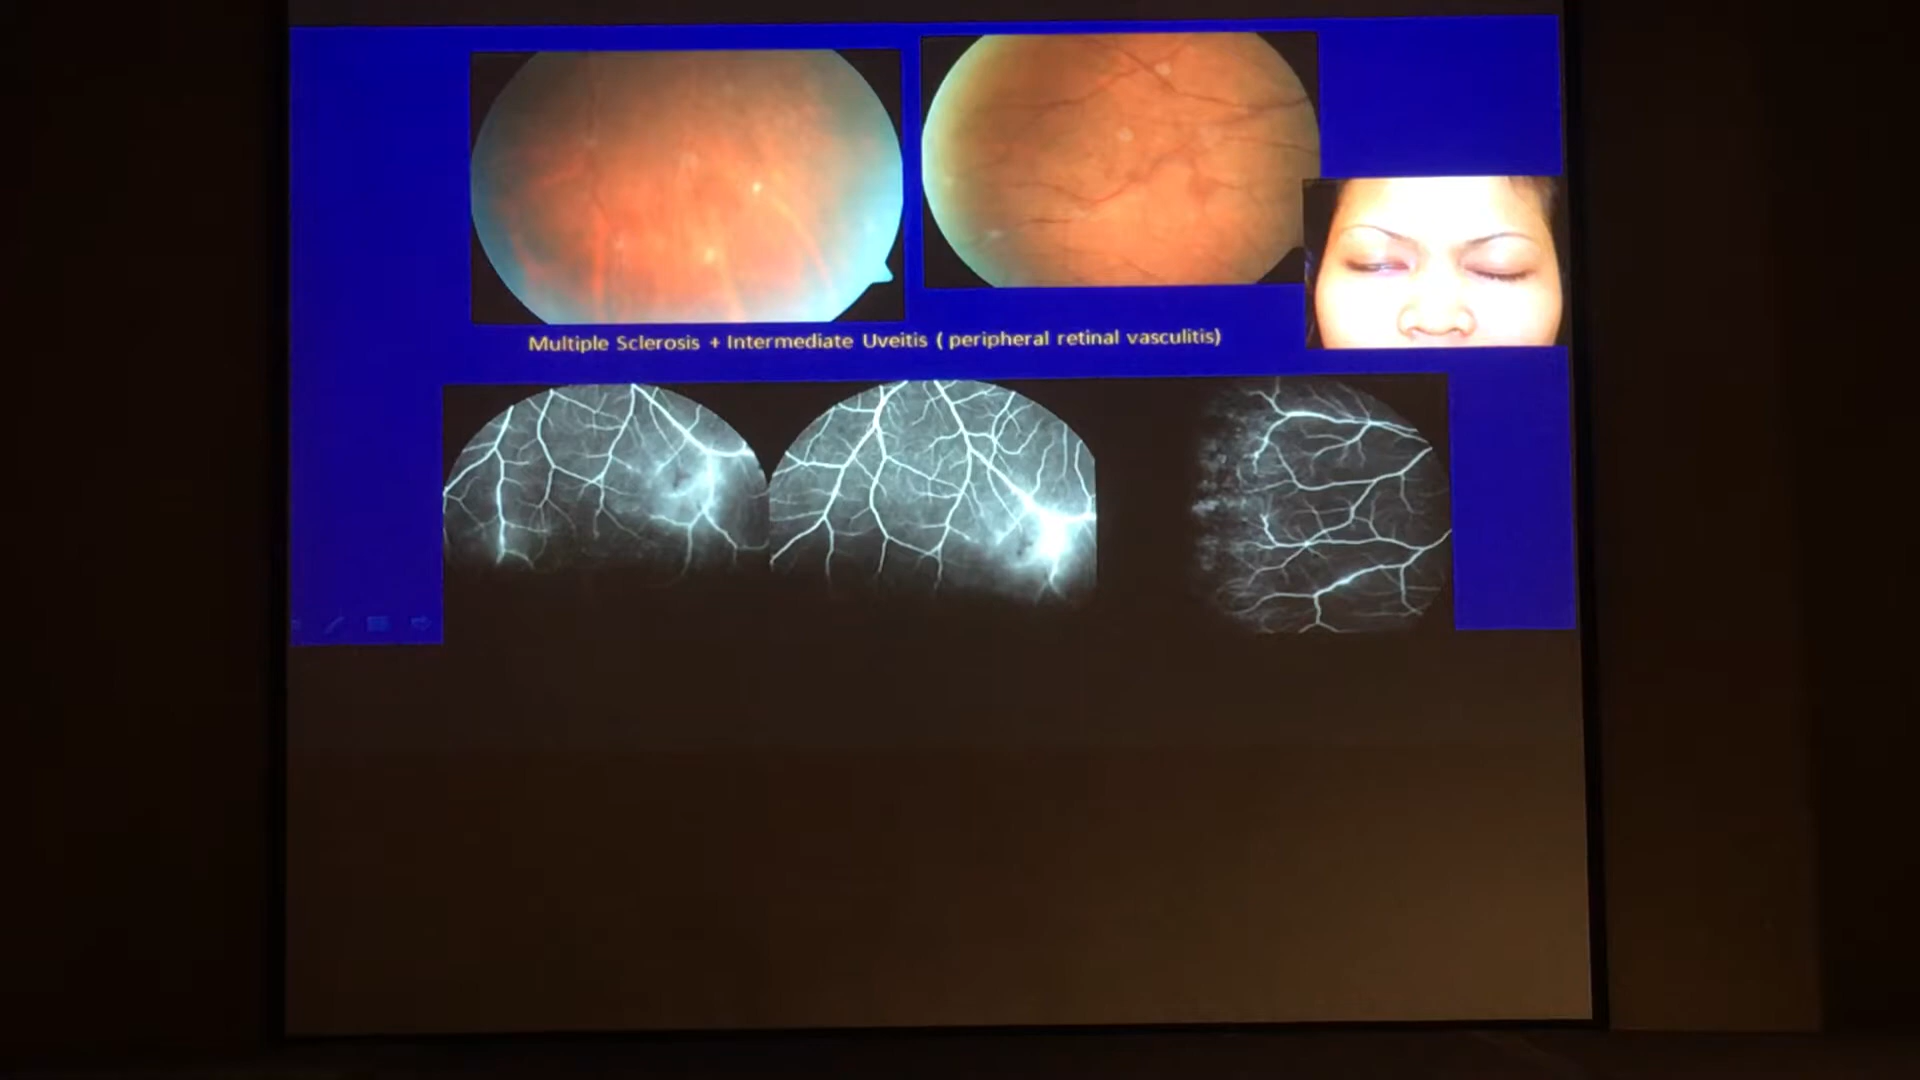 Multiple Sclerosis + Intermediate Uveitis ( peripheral retinal vasculitis)